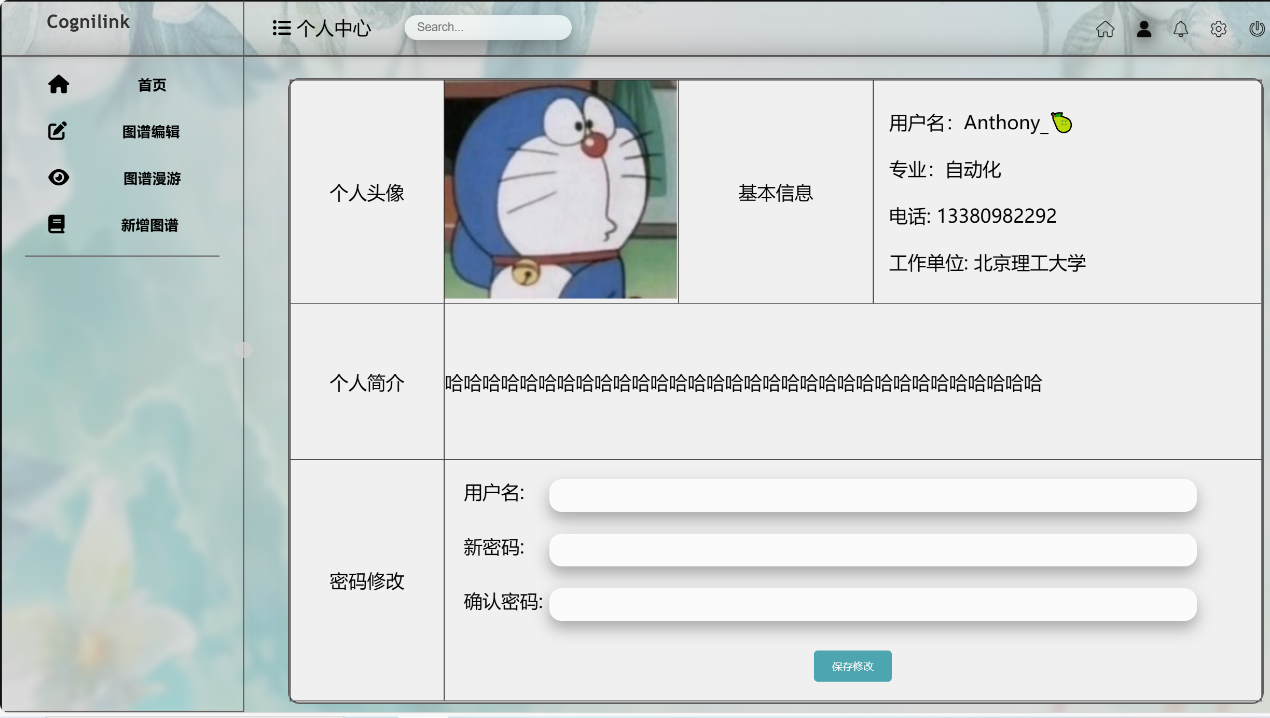 Cognilink
个人中心
Search...
首页
图谱编辑
图谱漫游
新增图谱
个人头像
基本信息
用户名：Anthony_
专业：自动化
电话: 13380982292
工作单位: 北京理工大学
个人简介
哈哈哈哈哈哈哈哈哈哈哈哈哈哈哈哈哈哈哈哈哈哈哈哈哈哈哈哈哈哈哈哈
密码修改
用户名:
新密码:
确认密码:
保存修改